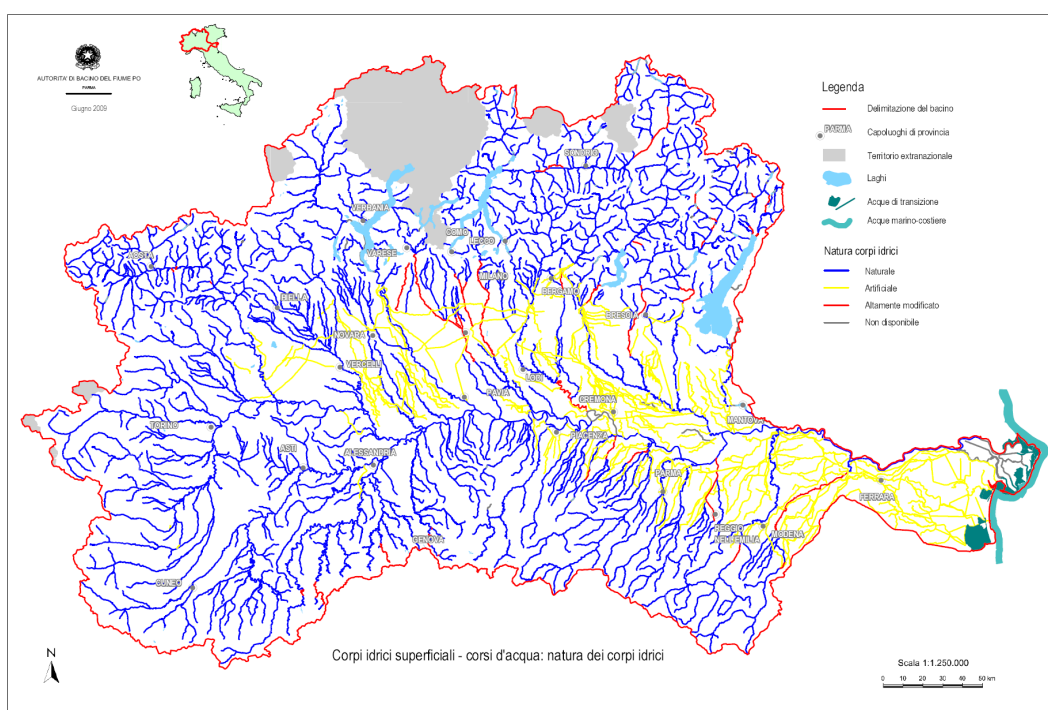 AUTORITA' DI BACINO DEL FIUME PO
PARMA
Giugno 2009
Legenda
Delimitazione del bacino
PARMA
Capoluoghi di provincia
Territorio extranazionale
Laghi
Acque di transizione
Acque marino-costiere
Natura corpi idrici
Naturale
Artificiale
Altamente modificato
Non disponibile
SONDRIO
VERBANIA
COMO
LECCO
VARESE
AOSTA
MILANO
BERGAMO
BIELLA
BRESCIA
NOVARA
VERCELLI
LODI
PAVIA
CREMONA
MANTOVA
TORINO
PIACENZA
ASTI
ALESSANDRIA
PARMA
FERRARA
REGGIO
NELL'EMILIA
MODENA
GENOVA
CUNEO
N
Corpi idrici superficiali - corsi d'acqua: natura dei corpi idrici
Scala 1:1.250.000
0 10 20 30 40 50 km